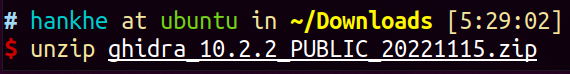 # hankhe at ubuntu in ~/Downloads [5:29:02]
$ unzip ghidra_10.2.2_PUBLIC_20221115.zip